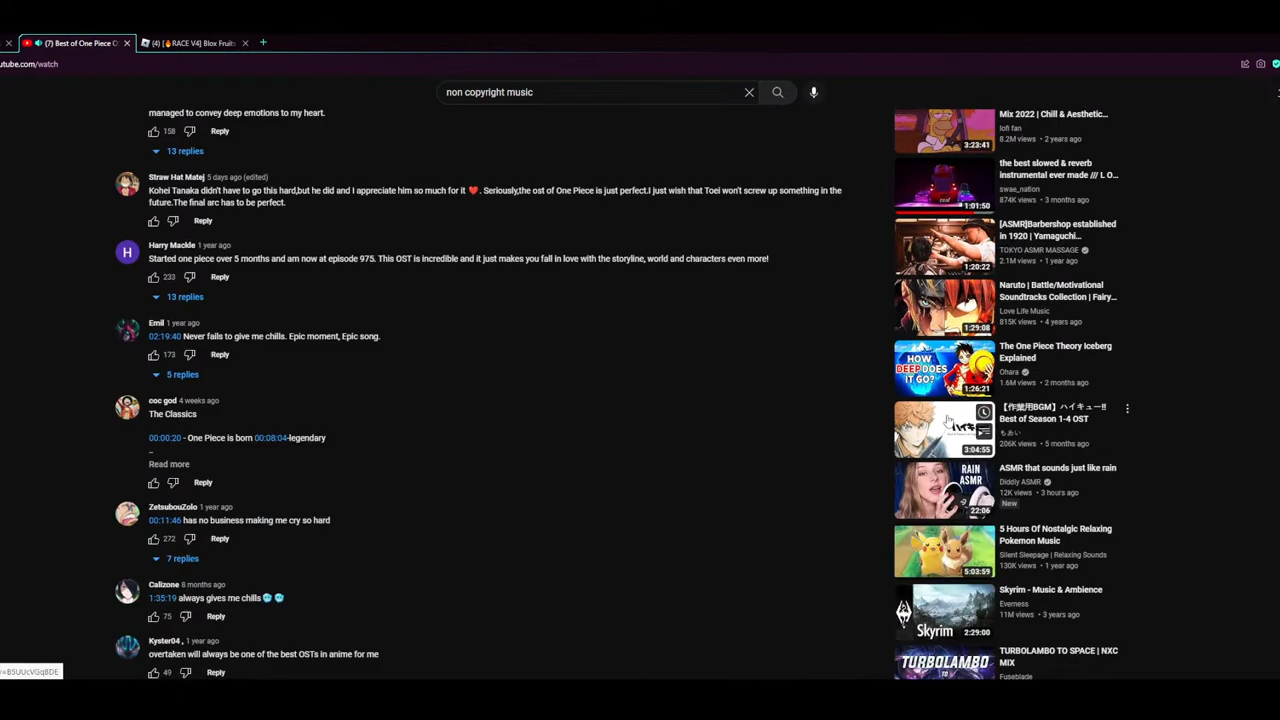 (7) Best of One Piece O
(4) [🔥RACE V4] Blox Fruits
utube.com/watch
non copyright music
managed to convey deep emotions to my heart.
158 Reply
13 replies
Straw Hat Matej 5 days ago (edited)
Kohei Tanaka didn't have to go this hard,but he did and I appreciate him so much for it ❤️. Seriously,the ost of One Piece is just perfect.I just wish that Toei won't screw up something in the
future.The final arc has to be perfect.
Reply
H
Harry Mackle 1 year ago
Started one piece over 5 months and am now at episode 975. This OST is incredible and it just makes you fall in love with the storyline, world and characters even more!
233 Reply
13 replies
Emil 1 year ago
02:19:40 Never fails to give me chills. Epic moment, Epic song.
173 Reply
5 replies
coc god 4 weeks ago
The Classics
00:00:20 - One Piece is born 00:08:04-legendary
_
Read more
Reply
ZetsubouZolo 1 year ago
00:11:46 has no business making me cry so hard
272 Reply
7 replies
Calizone 8 months ago
1:35:19 always gives me chills🥶🥶
75 Reply
Kyster04 , 1 year ago
overtaken will always be one of the best OSTs in anime for me
49 Reply
Mix 2022 | Chill & Aesthetic...
lofi fan
8.2M views • 2 years ago
3:23:41
the best slowed & reverb
instrumental ever made /// L O...
swae_nation
874K views • 3 months ago
1:01:50
[ASMR]Barbershop established
in 1920 | Yamaguchi...
TOKYO ASMR MASSAGE
2.1M views • 1 year ago
1:20:22
Naruto | Battle/Motivational
Soundtracks Collection | Fairy...
Love Life Music
815K views • 4 years ago
1:29:08
The One Piece Theory Iceberg
Explained
Ohara
1.6M views • 2 months ago
HOW
DEEP DOES
IT GO?
1:26:21
【作業用BGM】ハイキュー!!
Best of Season 1-4 OST
もあい
206K views • 5 months ago
3:04:55
ASMR that sounds just like rain
Diddly ASMR
12K views • 3 hours ago
New
RAIN
ASMR
22:06
5 Hours Of Nostalgic Relaxing
Pokemon Music
Silent Sleepage | Relaxing Sounds
130K views • 1 year ago
5:03:59
Skyrim - Music & Ambience
Everness
11M views • 3 years ago
Skyrim
2:29:00
TURBOLAMBO TO SPACE | NXC
MIX
Fuseblade
TURBOLAMBO
v=B5UUcVGqBDE